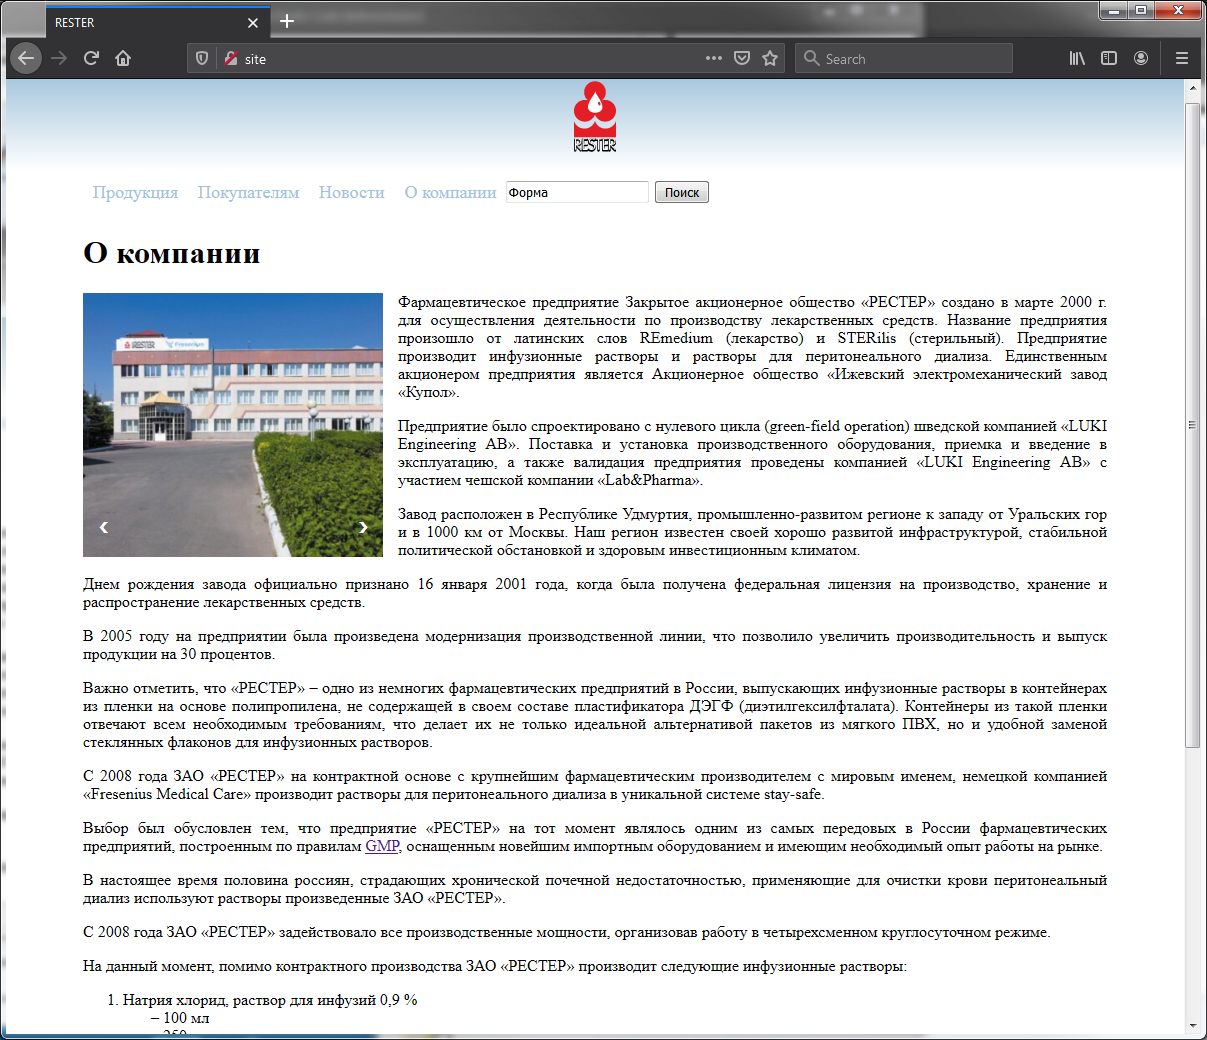 RESTER
site
Search
RESTER
Продукция Покупателям Новости О компании Форма Поиск
О компании
RESTER Fresenius
Фармацевтическое предприятие Закрытое акционерное общество «РЕСТЕР» создано в марте 2000 г.
для осуществления деятельности по производству лекарственных средств. Название предприятия
произошло от латинских слов REmedium (лекарство) и STERilis (стерильный). Предприятие
производит инфузионные растворы и растворы для перитонеального диализа. Единственным
акционером предприятия является Акционерное общество «Ижевский электромеханический завод
«Купол».
Предприятие было спроектировано с нулевого цикла (green-field operation) шведской компанией «LUKI
Engineering AB». Поставка и установка производственного оборудования, приемка и введение в
эксплуатацию, а также валидация предприятия проведены компанией «LUKI Engineering AB» с
участием чешской компании «Lab&Pharma».
Завод расположен в Республике Удмуртия, промышленно-развитом регионе к западу от Уральских гор
и в 1000 км от Москвы. Наш регион известен своей хорошо развитой инфраструктурой, стабильной
политической обстановкой и здоровым инвестиционным климатом.
Днем рождения завода официально признано 16 января 2001 года, когда была получена федеральная лицензия на производство, хранение и
распространение лекарственных средств.
В 2005 году на предприятии была произведена модернизация производственной линии, что позволило увеличить производительность и выпуск
продукции на 30 процентов.
Важно отметить, что «РЕСТЕР» – одно из немногих фармацевтических предприятий в России, выпускающих инфузионные растворы в контейнерах
из пленки на основе полипропилена, не содержащей в своем составе пластификатора ДЭГФ (диэтилгексилфталата). Контейнеры из такой пленки
отвечают всем необходимым требованиям, что делает их не только идеальной альтернативой пакетов из мягкого ПВХ, но и удобной заменой
стеклянных флаконов для инфузионных растворов.
С 2008 года ЗАО «РЕСТЕР» на контрактной основе с крупнейшим фармацевтическим производителем с мировым именем, немецкой компанией
«Fresenius Medical Care» производит растворы для перитонеального диализа в уникальной системе stay-safe.
Выбор был обусловлен тем, что предприятие «РЕСТЕР» на тот момент являлось одним из самых передовых в России фармацевтических
предприятий, построенным по правилам GMP, оснащенным новейшим импортным оборудованием и имеющим необходимый опыт работы на рынке.
В настоящее время половина россиян, страдающих хронической почечной недостаточностью, применяющие для очистки крови перитонеальный
диализ используют растворы произведенные ЗАО «РЕСТЕР».
С 2008 года ЗАО «РЕСТЕР» задействовало все производственные мощности, организовав работу в четырехсменном круглосуточном режиме.
На данный момент, помимо контрактного производства ЗАО «РЕСТЕР» производит следующие инфузионные растворы:
1. Натрия хлорид, раствор для инфузий 0,9 %
– 100 мл